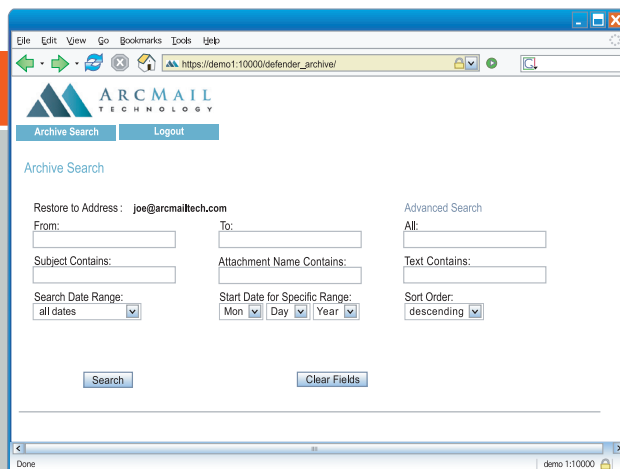 File Edit View Go Bookmarks Tools Help
https://demo1:10000/defender_archive/
ARCMAIL
TECHNOLOGY
Archive Search Logout
Archive Search
Restore to Address : joe@arcmailtech.com Advanced Search
From: To: All:
Subject Contains: Attachment Name Contains: Text Contains:
Search Date Range: Start Date for Specific Range: Sort Order:
all dates Mon Day Year descending
Search Clear Fields
Done demo 1:10000